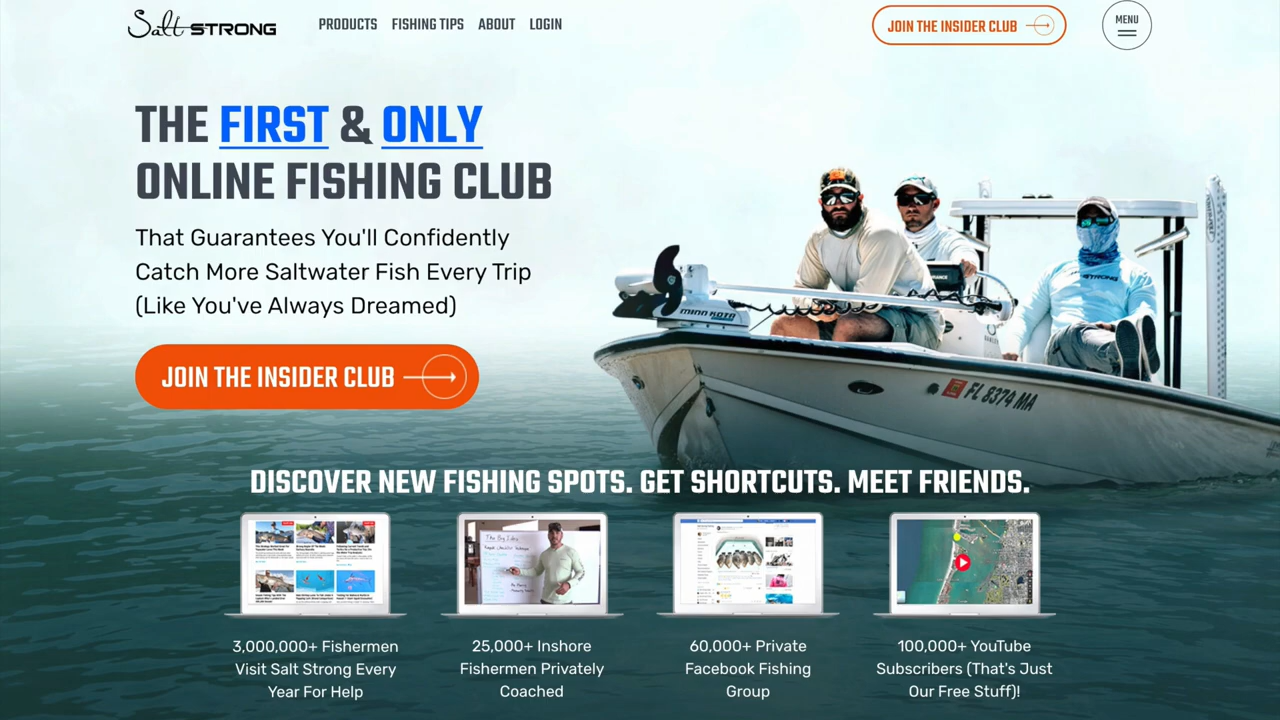 Salt STRONG
PRODUCTS FISHING TIPS ABOUT LOGIN
JOIN THE INSIDER CLUB
MENU
THE FIRST & ONLY
ONLINE FISHING CLUB
That Guarantees You'll Confidently
Catch More Saltwater Fish Every Trip
(Like You've Always Dreamed)
JOIN THE INSIDER CLUB
MINN KOTA
STRONG
FL 8374 MA
DISCOVER NEW FISHING SPOTS. GET SHORTCUTS. MEET FRIENDS.
The Big Idea
3,000,000+ Fishermen
Visit Salt Strong Every
Year For Help
25,000+ Inshore
Fishermen Privately
Coached
60,000+ Private
Facebook Fishing
Group
100,000+ YouTube
Subscribers (That's Just
Our Free Stuff)!